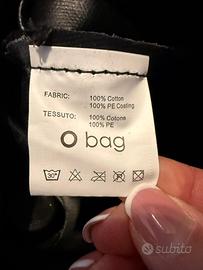 FABRIC: 100% Cotton
100% PE Coating
TESSUTO: 100% Cotone
100% PE
O bag
30°
subito